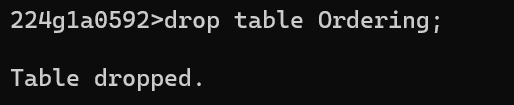 224g1a0592>drop table Ordering;
Table dropped.